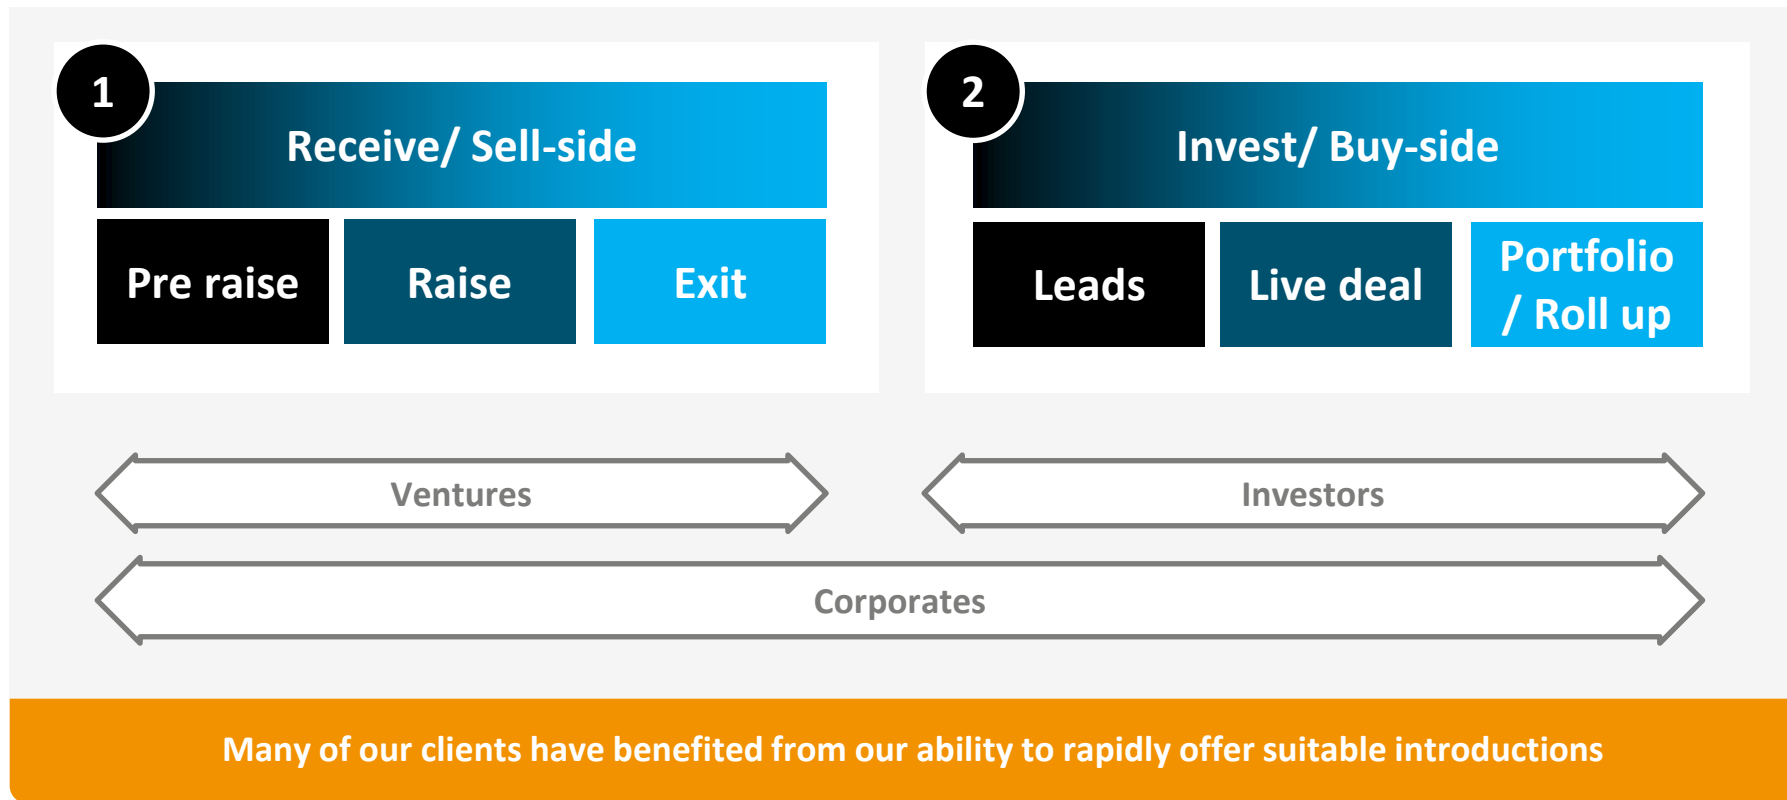 1
Receive/ Sell-side
Pre raise
Raise
Exit
2
Invest/ Buy-side
Leads
Live deal
Portfolio
/ Roll up
Ventures
Investors
Corporates
Many of our clients have benefited from our ability to rapidly offer suitable introductions